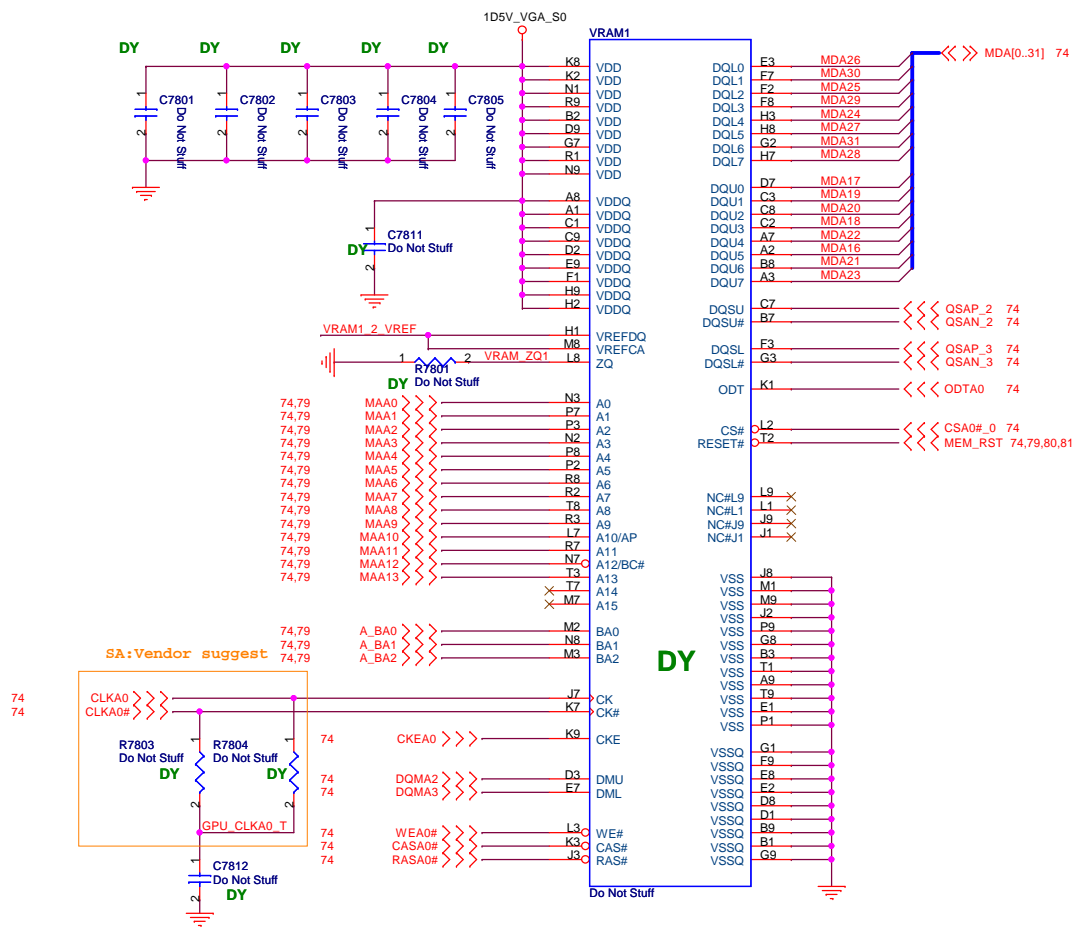 1D5V_VGA_S0
VRAM1
DY DY DY DY DY
1 C7801 2 Do Not Stuff
1 C7802 2 Do Not Stuff
1 C7803 2 Do Not Stuff
1 C7804 2 Do Not Stuff
1 C7805 2 Do Not Stuff
K8 VDD
K2 VDD
N1 VDD
R9 VDD
B2 VDD
D9 VDD
G7 VDD
R1 VDD
N9 VDD
A8 VDDQ
A1 VDDQ
C1 VDDQ
C9 VDDQ
D2 VDDQ
E9 VDDQ
F1 VDDQ
H9 VDDQ
H2 VDDQ
1 C7811
DY Do Not Stuff
2
VRAM1_2_VREF H1 VREFDQ
M8 VREFCA
1 R7801 2 VRAM_ZQ1 L8 ZQ
DY Do Not Stuff
74,79 MAA0 N3 A0
74,79 MAA1 P7 A1
74,79 MAA2 P3 A2
74,79 MAA3 N2 A3
74,79 MAA4 P8 A4
74,79 MAA5 P2 A5
74,79 MAA6 R8 A6
74,79 MAA7 R2 A7
74,79 MAA8 T8 A8
74,79 MAA9 R3 A9
74,79 MAA10 L7 A10/AP
74,79 MAA11 R7 A11
74,79 MAA12 N7 A12/BC#
74,79 MAA13 T3 A13
T7 A14
M7 A15
74,79 A_BA0 M2 BA0
74,79 A_BA1 N8 BA1
74,79 A_BA2 M3 BA2
SA:Vendor suggest
74 CLKA0 J7 CK
74 CLKA0# K7 CK#
1 R7803 Do Not Stuff DY 2
1 R7804 Do Not Stuff DY 2
GPU_CLKA0_T
1 C7812
Do Not Stuff
2 DY
74 CKEA0 K9 CKE
74 DQMA2 D3 DMU
74 DQMA3 E7 DML
74 WEA0# L3 WE#
74 CASA0# K3 CAS#
74 RASA0# J3 RAS#
DQL0 E3 MDA26
DQL1 F7 MDA30
DQL2 F2 MDA25
DQL3 F8 MDA29
DQL4 H3 MDA24
DQL5 H8 MDA27
DQL6 G2 MDA31
DQL7 H7 MDA28
MDA[0..31] 74
DQU0 D7 MDA17
DQU1 C3 MDA19
DQU2 C8 MDA20
DQU3 C2 MDA18
DQU4 A7 MDA22
DQU5 A2 MDA16
DQU6 B8 MDA21
DQU7 A3 MDA23
DQSU C7 QSAP_2 74
DQSU# B7 QSAN_2 74
DQSL F3 QSAP_3 74
DQSL# G3 QSAN_3 74
ODT K1 ODTA0 74
CS# L2 CSA0#_0 74
RESET# T2 MEM_RST 74,79,80,81
NC#L9 L9
NC#L1 L1
NC#J9 J9
NC#J1 J1
DY
VSS J8
VSS M1
VSS M9
VSS J2
VSS P9
VSS G8
VSS B3
VSS T1
VSS A9
VSS T9
VSS E1
VSS P1
VSSQ G1
VSSQ F9
VSSQ E8
VSSQ E2
VSSQ D8
VSSQ D1
VSSQ B9
VSSQ B1
VSSQ G9
Do Not Stuff